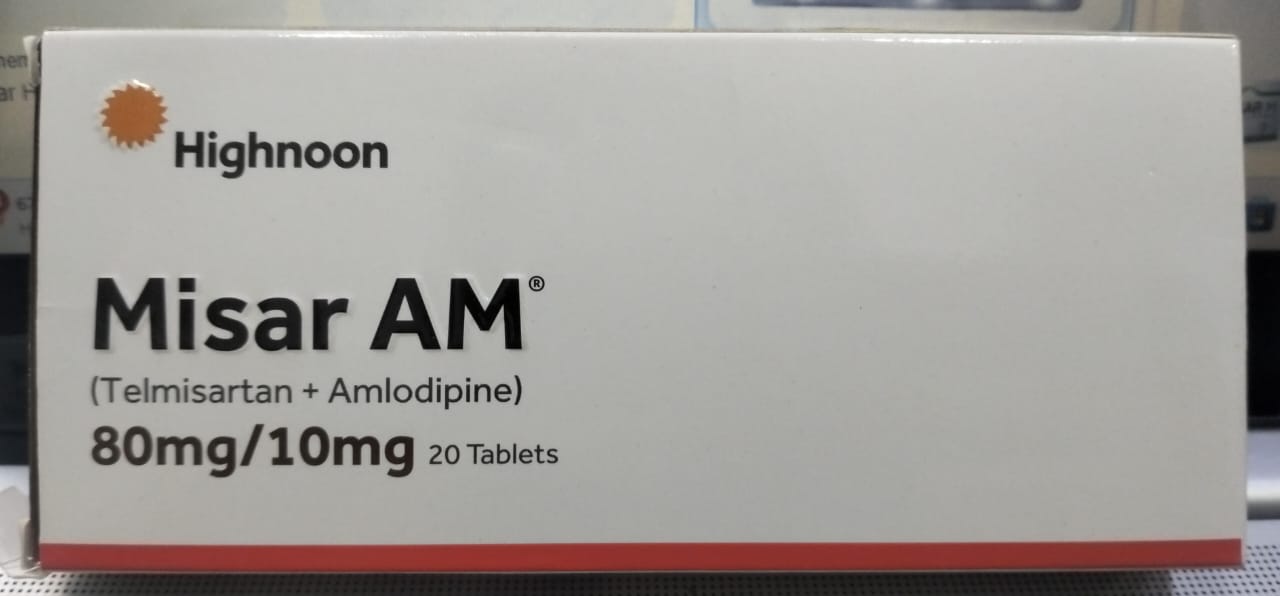 Highnoon
Misar AM®
(Telmisartan + Amlodipine)
80mg/10mg 20 Tablets